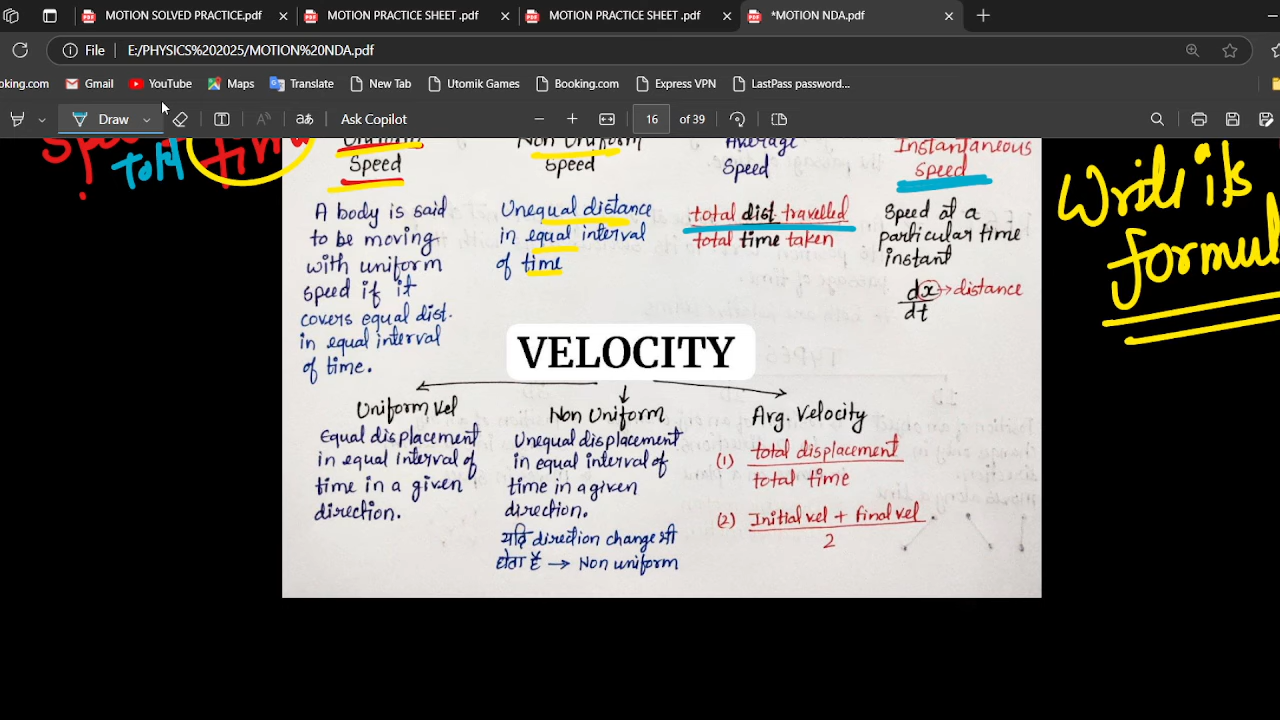 MOTION SOLVED PRACTICE.pdf
MOTION PRACTICE SHEET .pdf
MOTION PRACTICE SHEET .pdf
*MOTION NDA.pdf
File
E:/PHYSICS%202025/MOTION%20NDA.pdf
ooking.com
Gmail
YouTube
Maps
Translate
New Tab
Utomik Games
Booking.com
Express VPN
LastPass password...
Draw
Ask Copilot
16 of 39
Totl
time
Uniform
Speed
Non Uniform
Speed
Average
Speed
Instantaneous
Speed
A body is said
to be moving
with uniform
speed if it
covers equal dist.
in equal interval
of time.
Unequal distance
in equal interval
of time
total dist travelled
total time taken
Speed at a
particular time
instant
dx → distance
dt
Write its
formul
VELOCITY
Uniform Vel
Equal displacement
in equal interval of
time in a given
direction.
Non Uniform
Unequal displacement
in equal interval of
time in a given
direction.
यदि direction change भी
होता है → Non uniform
Avg. Velocity
(1) total displacement
total time
(2) Initial vel + final vel
2